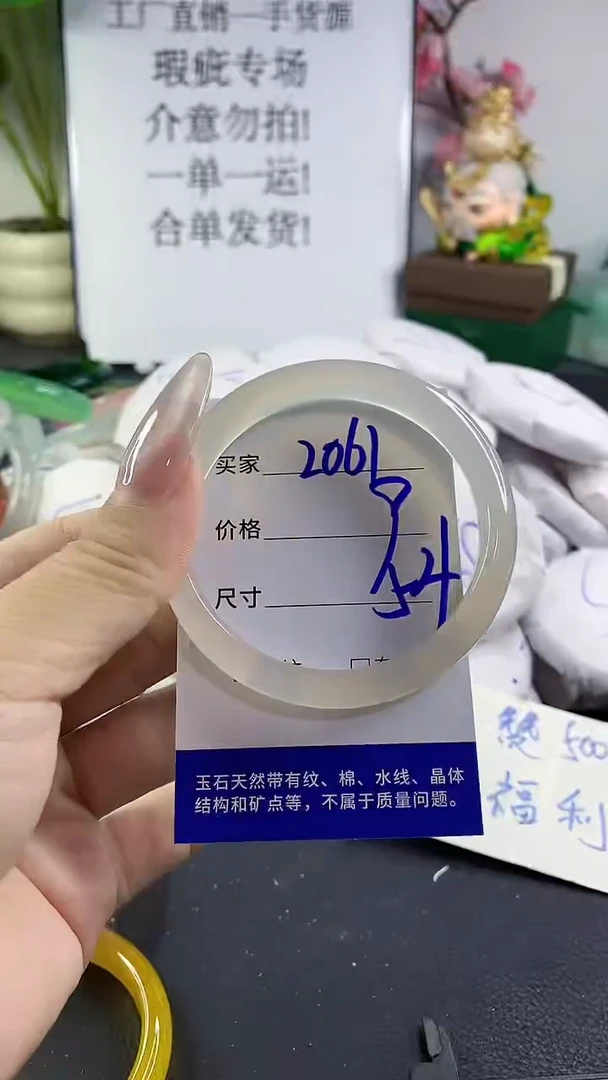 工厂直销一手货源
瑕疵专场
介意勿拍!
一单一运!
合单发货!
买家 2061
价格
尺寸 54
玉石天然带有纹、棉、水线、晶体
结构和矿点等，不属于质量问题。
500
福利